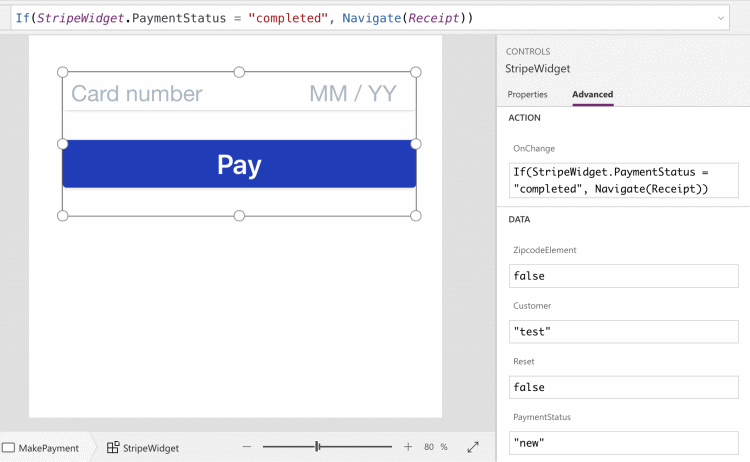 If(StripeWidget.PaymentStatus = "completed", Navigate(Receipt))
Card number MM / YY
Pay
CONTROLS
StripeWidget
Properties Advanced
ACTION
OnChange
If(StripeWidget.PaymentStatus =
"completed", Navigate(Receipt))
DATA
ZipcodeElement
false
Customer
"test"
Reset
false
PaymentStatus
"new"
MakePayment StripeWidget 80 %